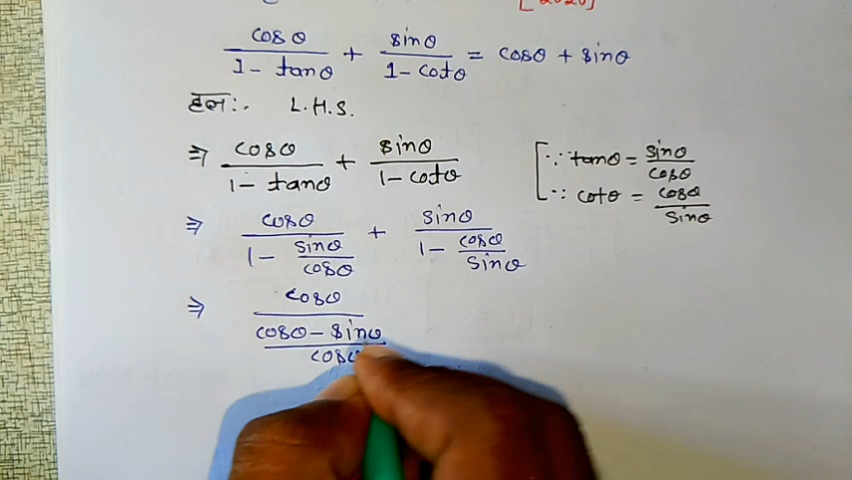 [2020]
cosθ/(1 - tanθ) + sinθ/(1 - cotθ) = cosθ + sinθ
हल:. L.H.S.
⇒ cosθ/(1 - tanθ) + sinθ/(1 - cotθ) [∵ tanθ = sinθ/cosθ
∵ cotθ = cosθ/sinθ
⇒ cosθ/(1 - sinθ/cosθ) + sinθ/(1 - cosθ/sinθ)
⇒ cosθ/((cosθ - sinθ)/cosθ)